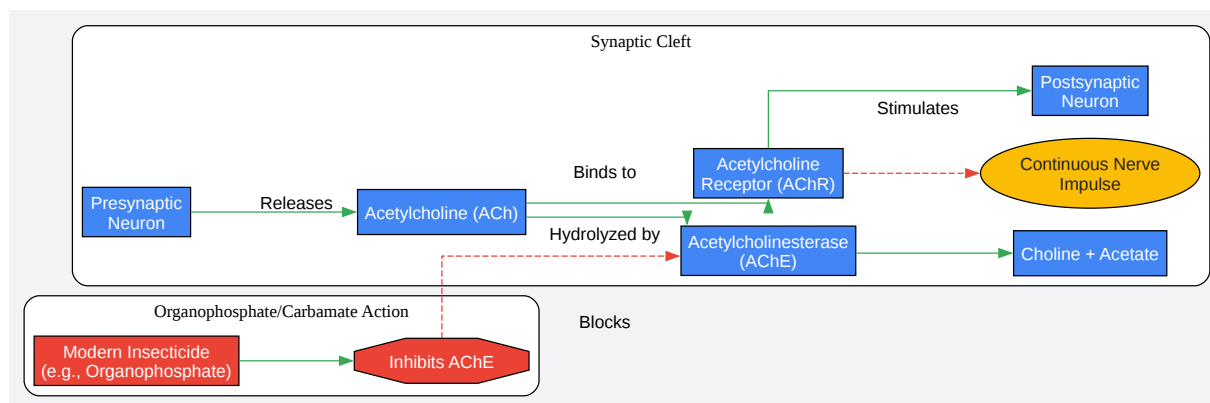 Synaptic Cleft
Postsynaptic
Neuron
Stimulates
Acetylcholine
Receptor (AChR)
Continuous Nerve
Impulse
Binds to
Presynaptic
Neuron
Releases
Acetylcholine (ACh)
Hydrolyzed by
Acetylcholinesterase
(AChE)
Choline + Acetate
Organophosphate/Carbamate Action
Blocks
Modern Insecticide
(e.g., Organophosphate)
Inhibits AChE